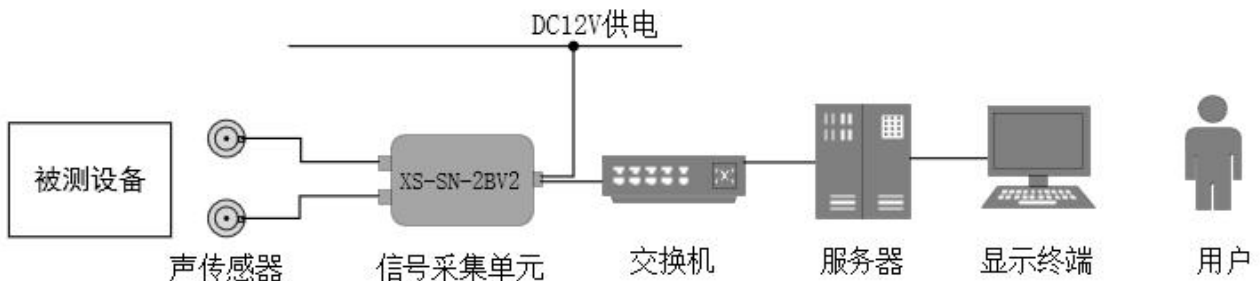 DC12V供电
被测设备
XS-SN-2BV2
声传感器
信号采集单元
交换机
服务器
显示终端
用户